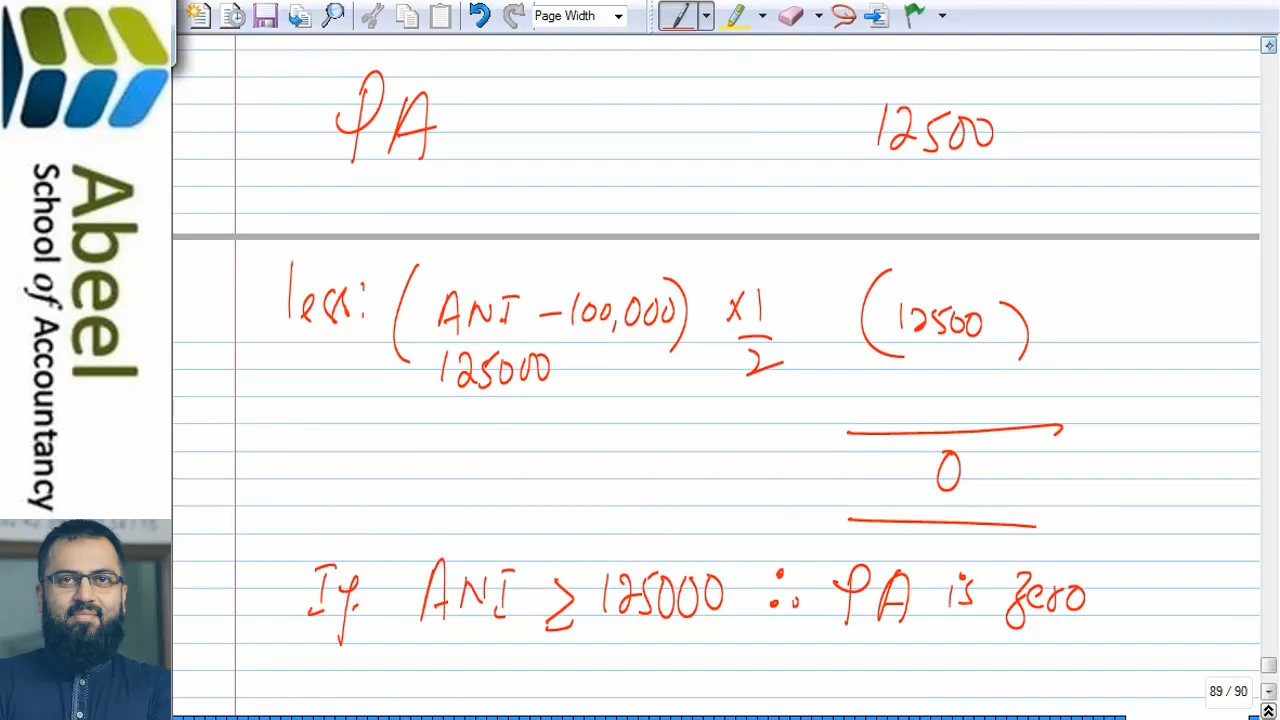 Page Width
Abeel
School of Accountancy
PA 12500
less: (ANI - 100,000) x 1/2 (12500)
125000
0
If ANI ≥ 125000 ∴ PA is zero
89 / 90